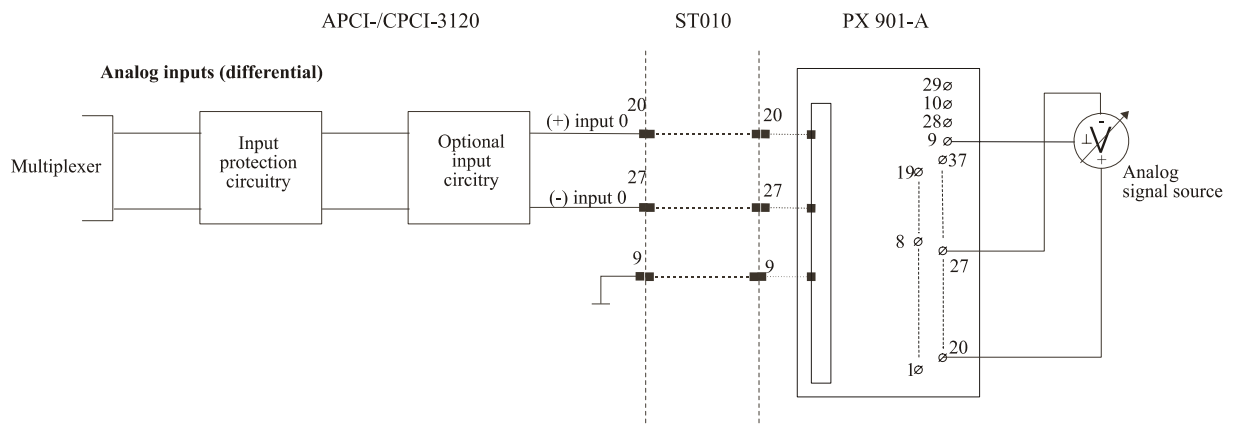 APCI-/CPCI-3120
ST010
PX 901-A
Analog inputs (differential)
Multiplexer
Input
protection
circuitry
Optional
input
circitry
(+) input 0
20
20
(-) input 0
27
27
9
9
29
10
28
9
37
19
8
27
20
1
-
⊥ V
+
Analog
signal source